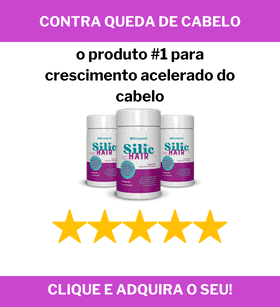 CONTRA QUEDA DE CABELO
o produto #1 para
crescimento acelerado do
cabelo
Silic
HAIR
CLIQUE E ADQUIRA O SEU!